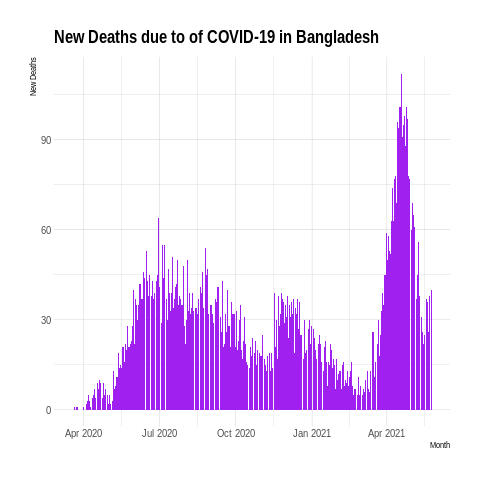 New Deaths due to of COVID-19 in Bangladesh
New Deaths
90
60
30
0
Apr 2020 Jul 2020 Oct 2020 Jan 2021 Apr 2021
Month